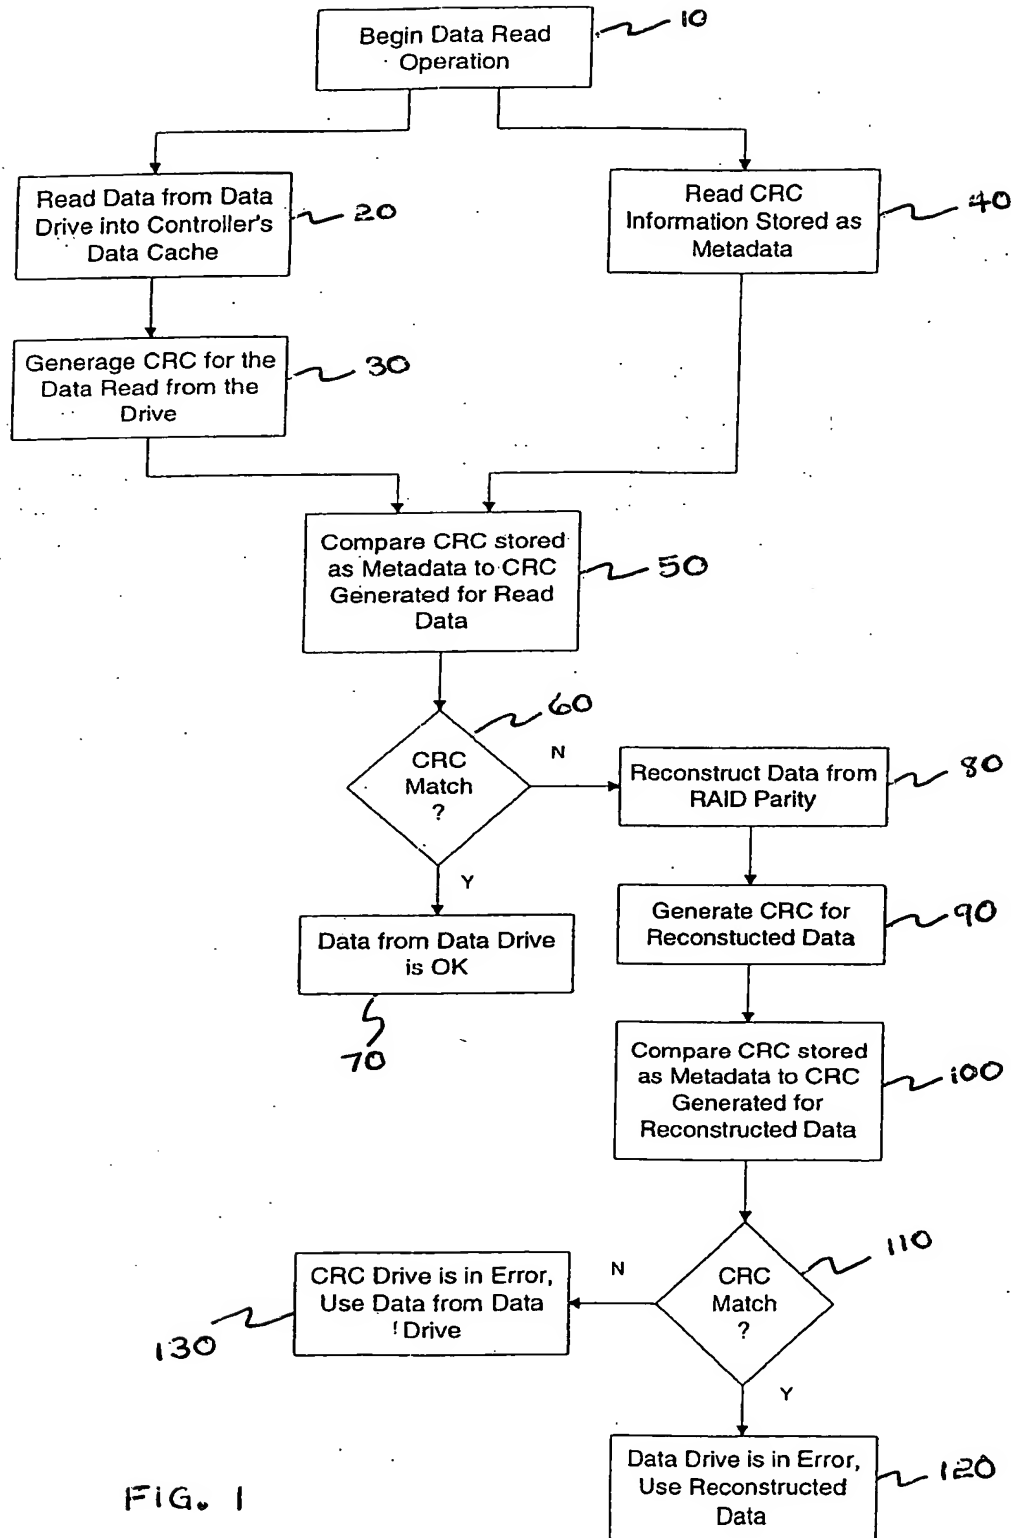 Begin Data Read
Operation
10
Read Data from Data
Drive into Controller's
Data Cache
20
Read CRC
Information Stored as
Metadata
40
Generage CRC for the
Data Read from the
Drive
30
Compare CRC stored
as Metadata to CRC
Generated for Read
Data
50
CRC
Match
?
60
N
Y
Reconstruct Data from
RAID Parity
80
Data from Data Drive
is OK
70
Generate CRC for
Reconstucted Data
90
Compare CRC stored
as Metadata to CRC
Generated for
Reconstructed Data
100
CRC
Match
?
110
N
Y
CRC Drive is in Error,
Use Data from Data
Drive
130
Data Drive is in Error,
Use Reconstructed
Data
120
FIG. 1